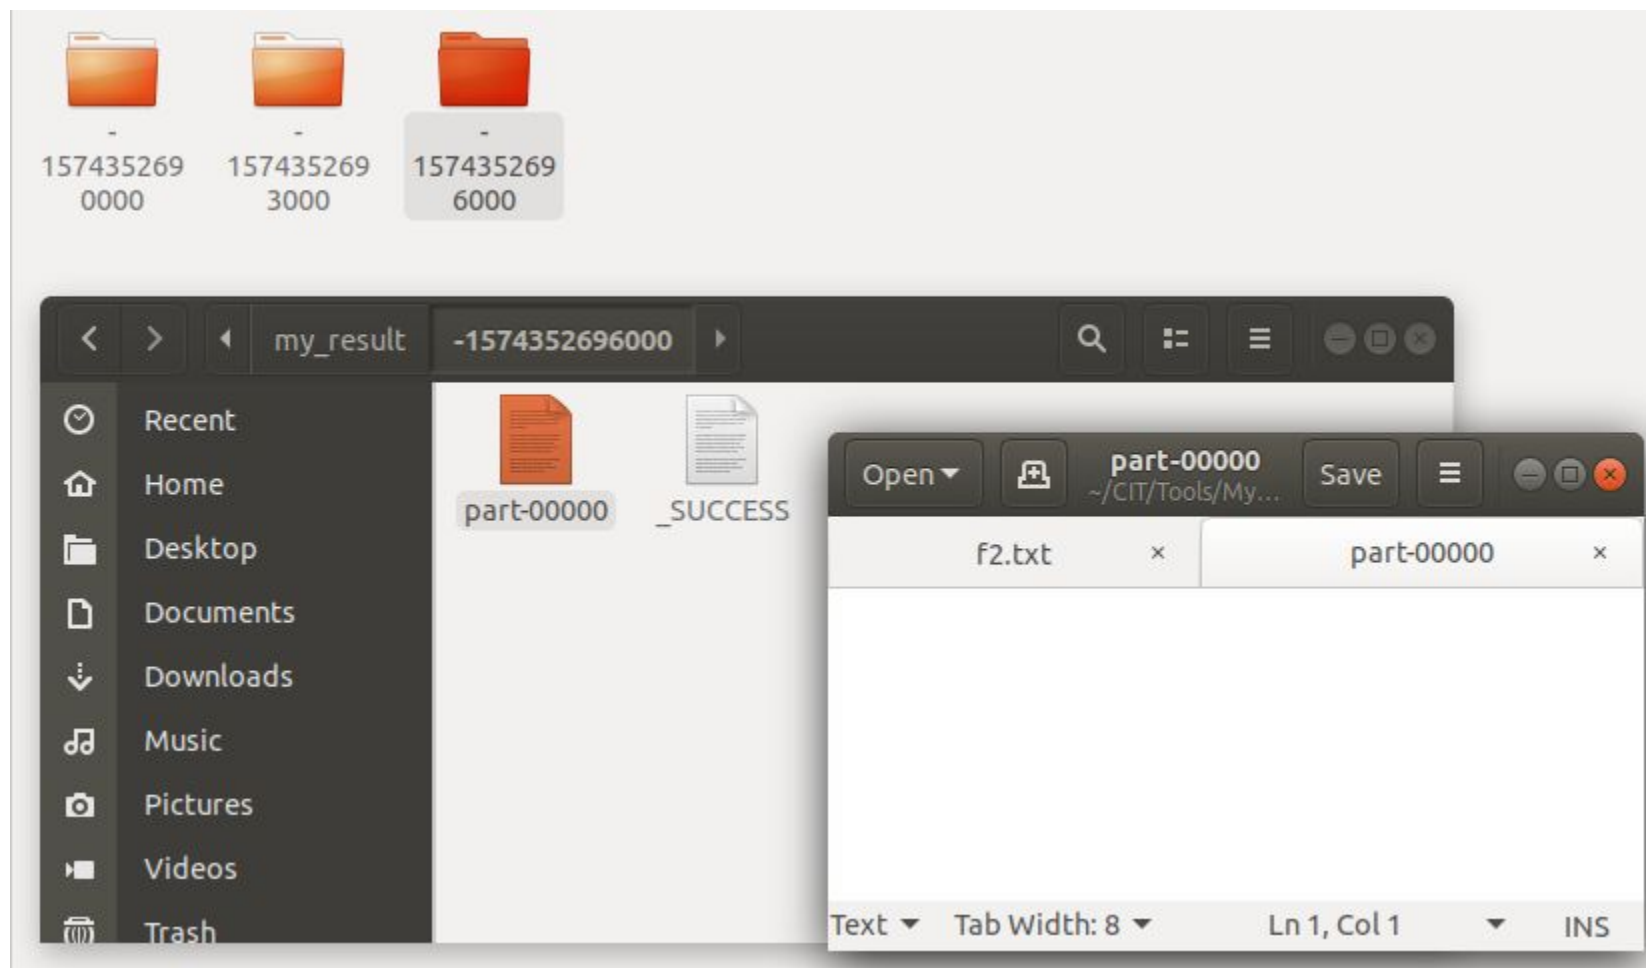 -
-
-
157435269
157435269
157435269
0000
3000
6000
my_result
-1574352696000
Recent
Home
Desktop
Documents
Downloads
Music
Pictures
Videos
Trash
part-00000
_SUCCESS
Open
part-00000
~/CIT/Tools/My...
Save
f2.txt
×
part-00000
×
Text
Tab Width: 8
Ln 1, Col 1
INS